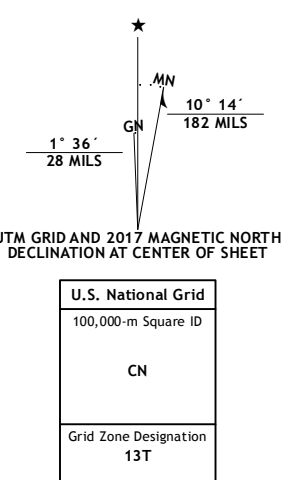 ★
MN
GN
10° 14´
182 MILS
1° 36´
28 MILS
UTM GRID AND 2017 MAGNETIC NORTH
DECLINATION AT CENTER OF SHEET
U.S. National Grid
100,000-m Square ID
CN
Grid Zone Designation
13T